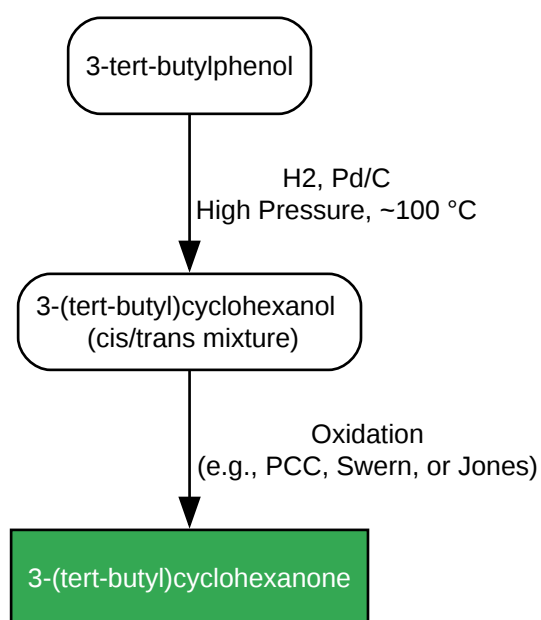 3-tert-butylphenol
H2, Pd/C
High Pressure, ~100 °C
3-(tert-butyl)cyclohexanol
(cis/trans mixture)
Oxidation
(e.g., PCC, Swern, or Jones)
3-(tert-butyl)cyclohexanone